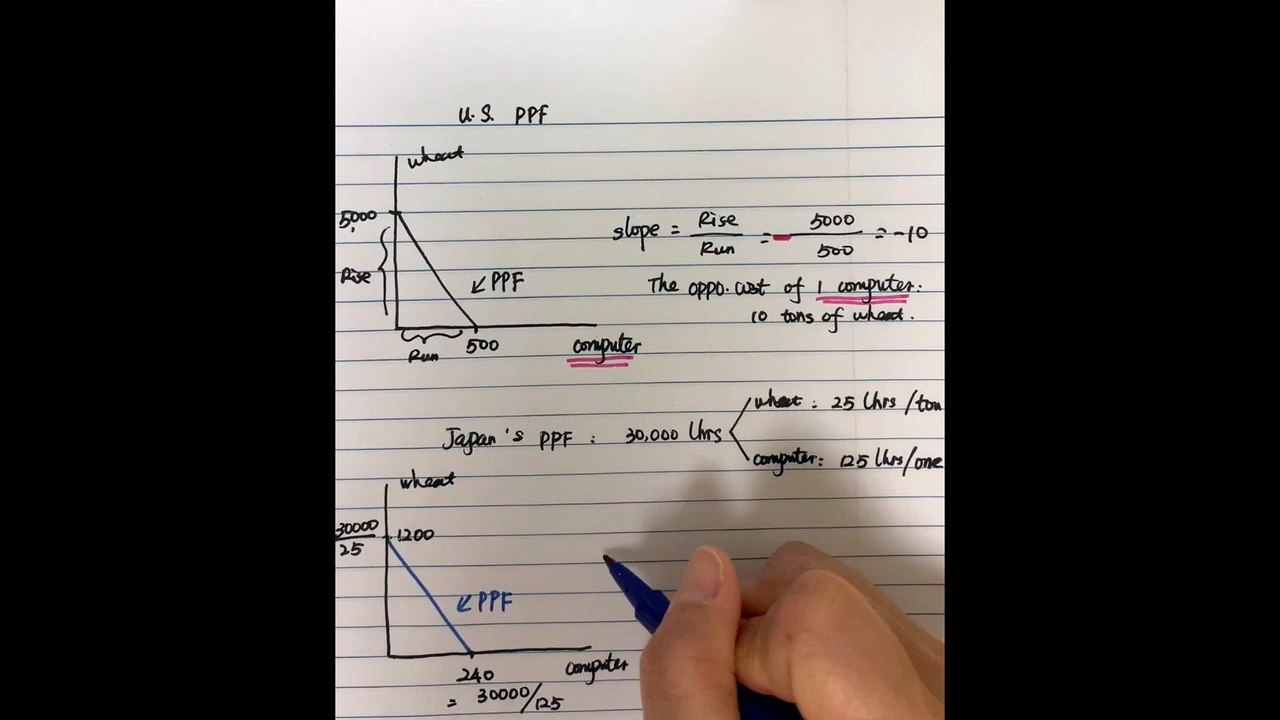 U.S. PPF
wheat
5,000
Rise
↙PPF
Run
500
computer
slope = Rise/Run = - 5000/500 = -10
The oppo. cost of 1 computer.
10 tons of wheat.
Japan's PPF : 30,000 lhrs
wheat : 25 lhrs/ton
computer: 125 lhrs/one
wheat
30000/25
1200
↙PPF
240
computer
= 30000/125